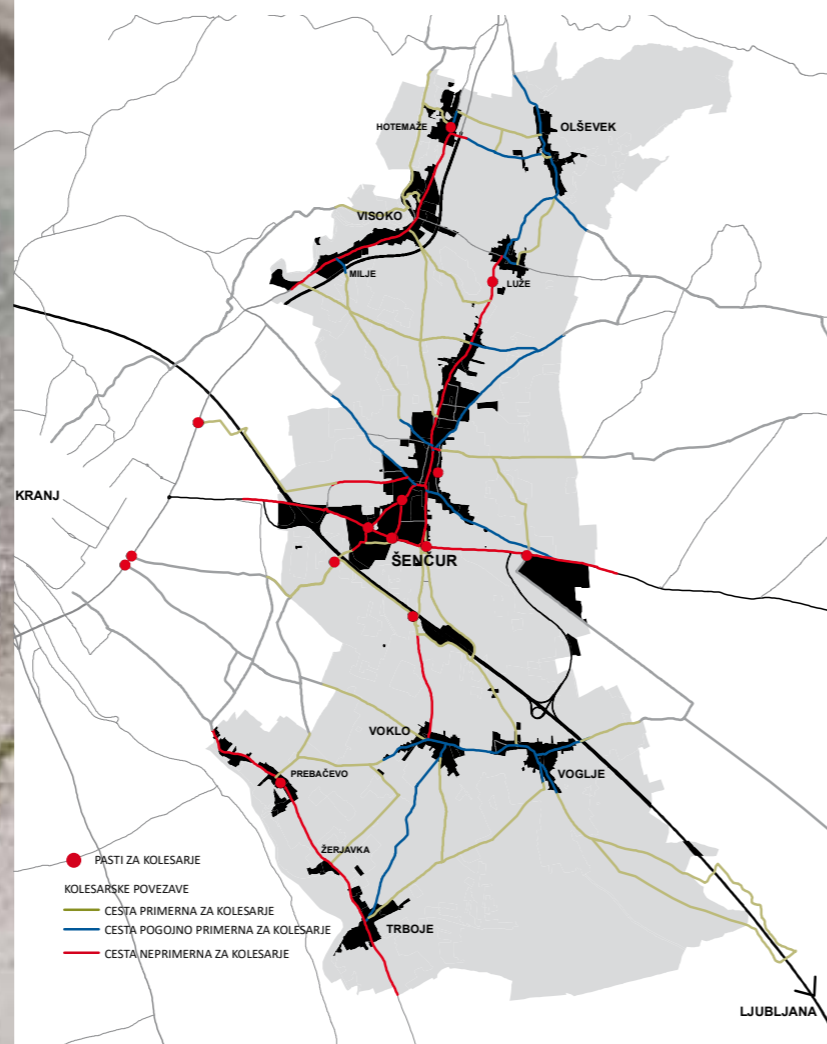 HOTEMAŽE
OLŠEVEK
VISOKO
MILJE
LUŽE
KRANJ
ŠENČUR
VOKLO
VOGLJE
PREBAČEVO
ŽERJAVKA
TRBOJE
LJUBLJANA
PASTI ZA KOLESARJE
KOLESARSKE POVEZAVE
CESTA PRIMERNA ZA KOLESARJE
CESTA POGOJNO PRIMERNA ZA KOLESARJE
CESTA NEPRIMERNA ZA KOLESARJE